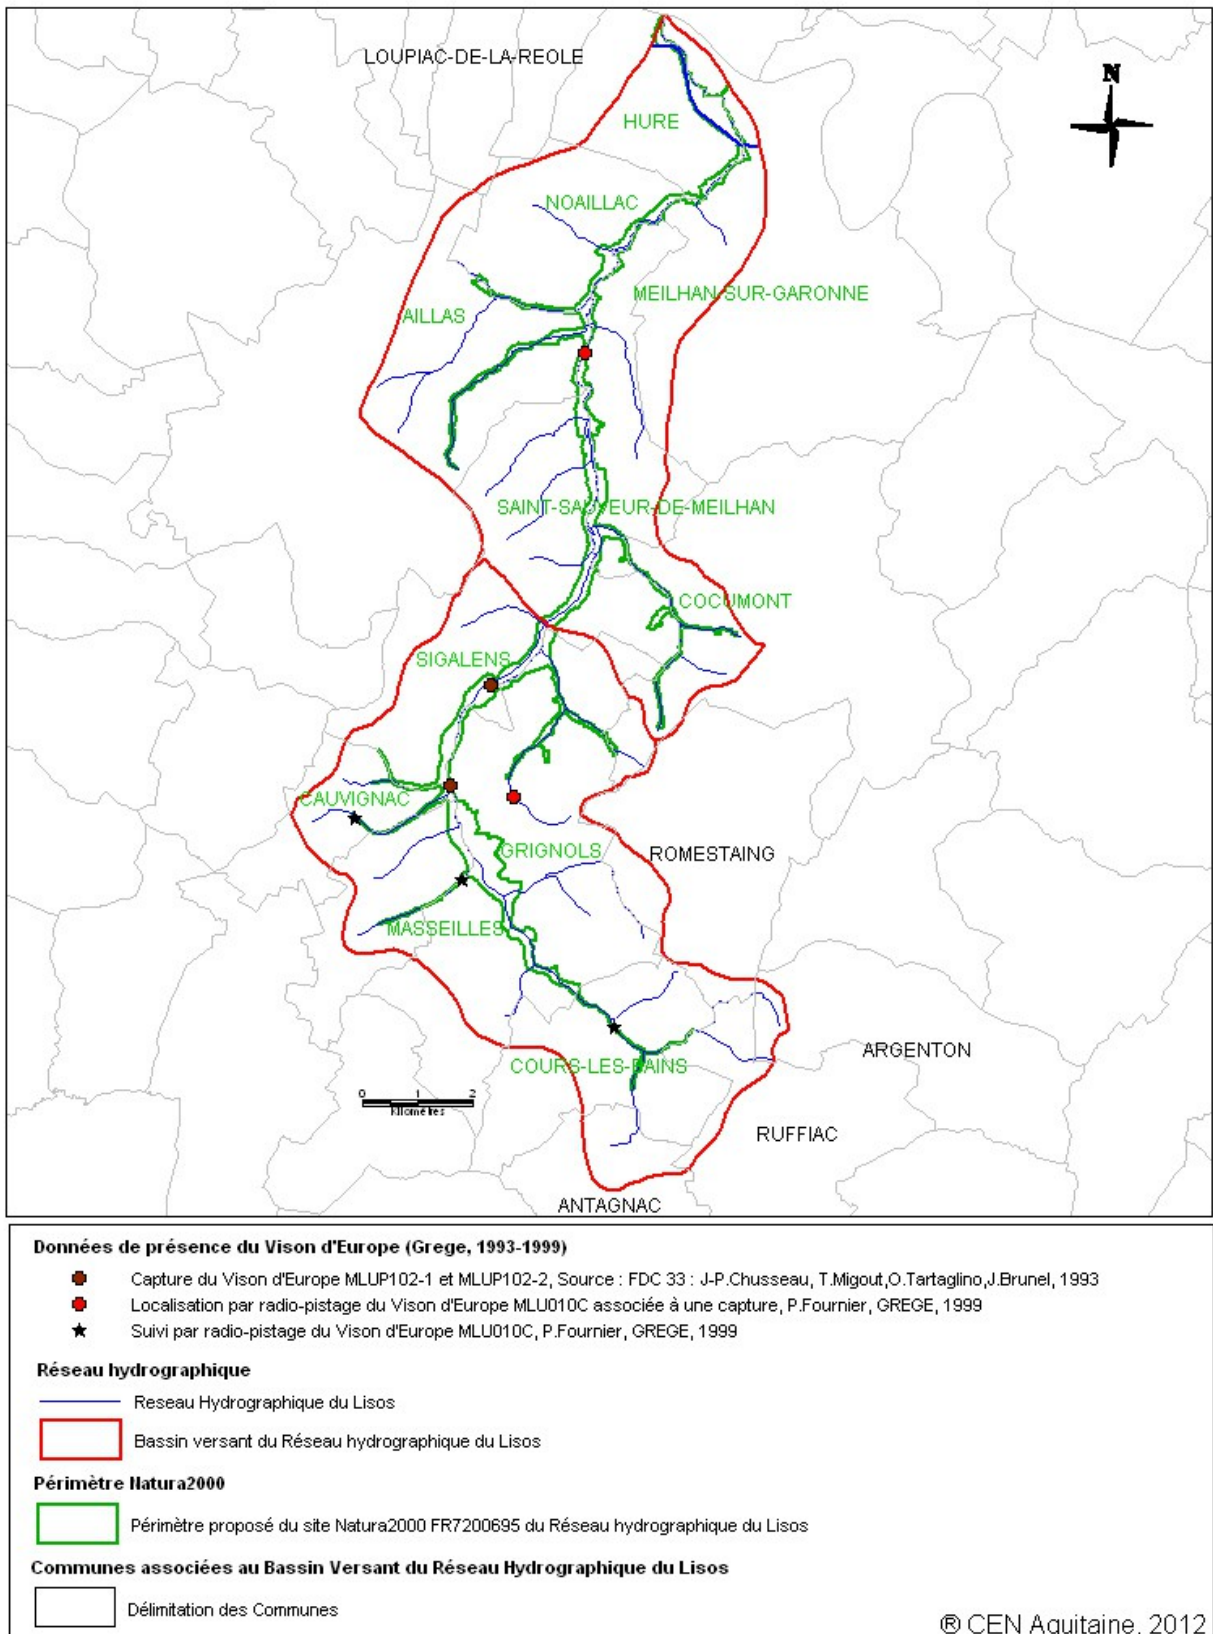 LOUPIAC-DE-LA-REOLE
N
HURE
NOAILLAC
MEILHAN-SUR-GARONNE
AILLAS
SAINT-SAUVEUR-DE-MEILHAN
COCUMONT
SIGALENS
CAUVIGNAC
GRIGNOLS
ROMESTAING
MASSEILLES
ARGENTON
COURS-LES-BAINS
0 1 2
Kilomètres
RUFFIAC
ANTAGNAC
Données de présence du Vison d'Europe (Grege, 1993-1999)
Capture du Vison d'Europe MLUP102-1 et MLUP102-2, Source : FDC 33 : J-P.Chusseau, T.Migout,O.Tartaglino,J.Brunel, 1993
Localisation par radio-pistage du Vison d'Europe MLU010C associée à une capture, P.Fournier, GREGE, 1999
Suivi par radio-pistage du Vison d'Europe MLU010C, P.Fournier, GREGE, 1999
Réseau hydrographique
Reseau Hydrographique du Lisos
Bassin versant du Réseau hydrographique du Lisos
Périmètre Natura2000
Périmètre proposé du site Natura2000 FR7200695 du Réseau hydrographique du Lisos
Communes associées au Bassin Versant du Réseau Hydrographique du Lisos
Délimitation des Communes
® CEN Aquitaine, 2012